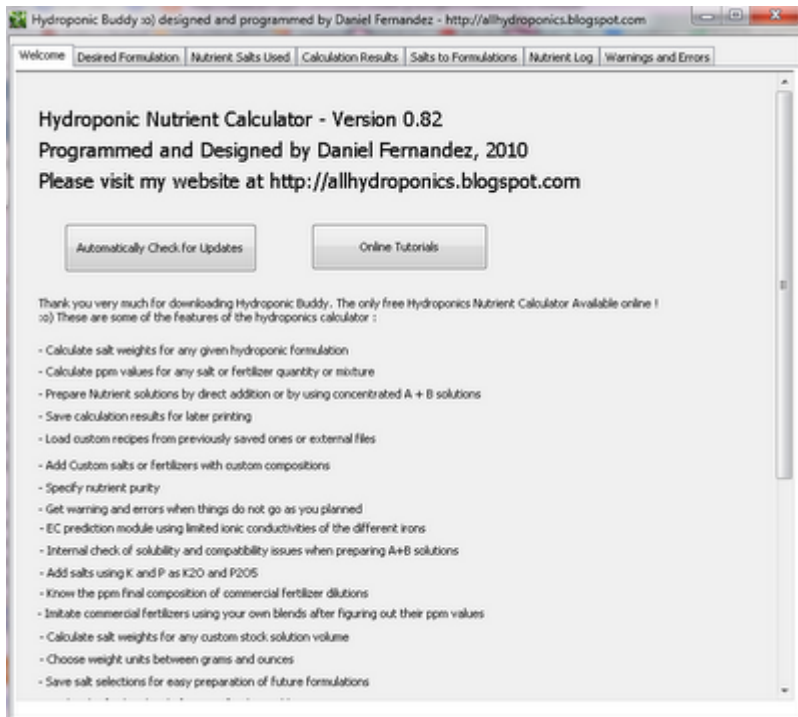 Hydroponic Buddy :o) designed and programmed by Daniel Fernandez - http://allhydroponics.blogspot.com
Welcome Desired Formulation Nutrient Salts Used Calculation Results Salts to Formulations Nutrient Log Warnings and Errors
Hydroponic Nutrient Calculator - Version 0.82
Programmed and Designed by Daniel Fernandez, 2010
Please visit my website at http://allhydroponics.blogspot.com
Automatically Check for Updates Online Tutorials
Thank you very much for downloading Hydroponic Buddy. The only free Hydroponics Nutrient Calculator Available online !
:o) These are some of the features of the hydroponics calculator :
- Calculate salt weights for any given hydroponic formulation
- Calculate ppm values for any salt or fertilizer quantity or mixture
- Prepare Nutrient solutions by direct addition or by using concentrated A + B solutions
- Save calculation results for later printing
- Load custom recipes from previously saved ones or external files
- Add Custom salts or fertilizers with custom compositions
- Specify nutrient purity
- Get warning and errors when things do not go as you planned
- EC prediction module using limited ionic conductivities of the different irons
- Internal check of solubility and compatibility issues when preparing A+B solutions
- Add salts using K and P as K2O and P2O5
- Know the ppm final composition of commercial fertilizer dilutions
- Imitate commercial fertilizers using your own blends after figuring out their ppm values
- Calculate salt weights for any custom stock solution volume
- Choose weight units between grams and ounces
- Save salt selections for easy preparation of future formulations